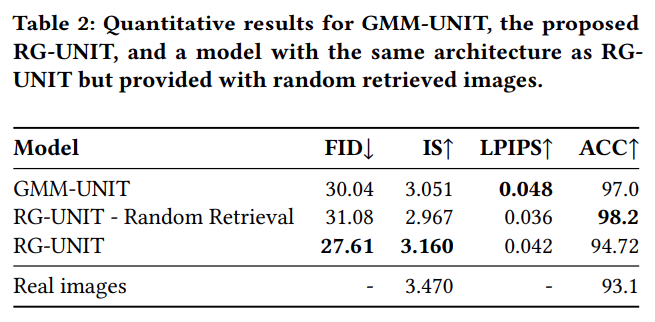 Table 2: Quantitative results for GMM-UNIT, the proposed
RG-UNIT, and a model with the same architecture as RG-
UNIT but provided with random retrieved images.
Model FID↓ IS↑ LPIPS↑ ACC↑
GMM-UNIT 30.04 3.051 0.048 97.0
RG-UNIT - Random Retrieval 31.08 2.967 0.036 98.2
RG-UNIT 27.61 3.160 0.042 94.72
Real images - 3.470 - 93.1